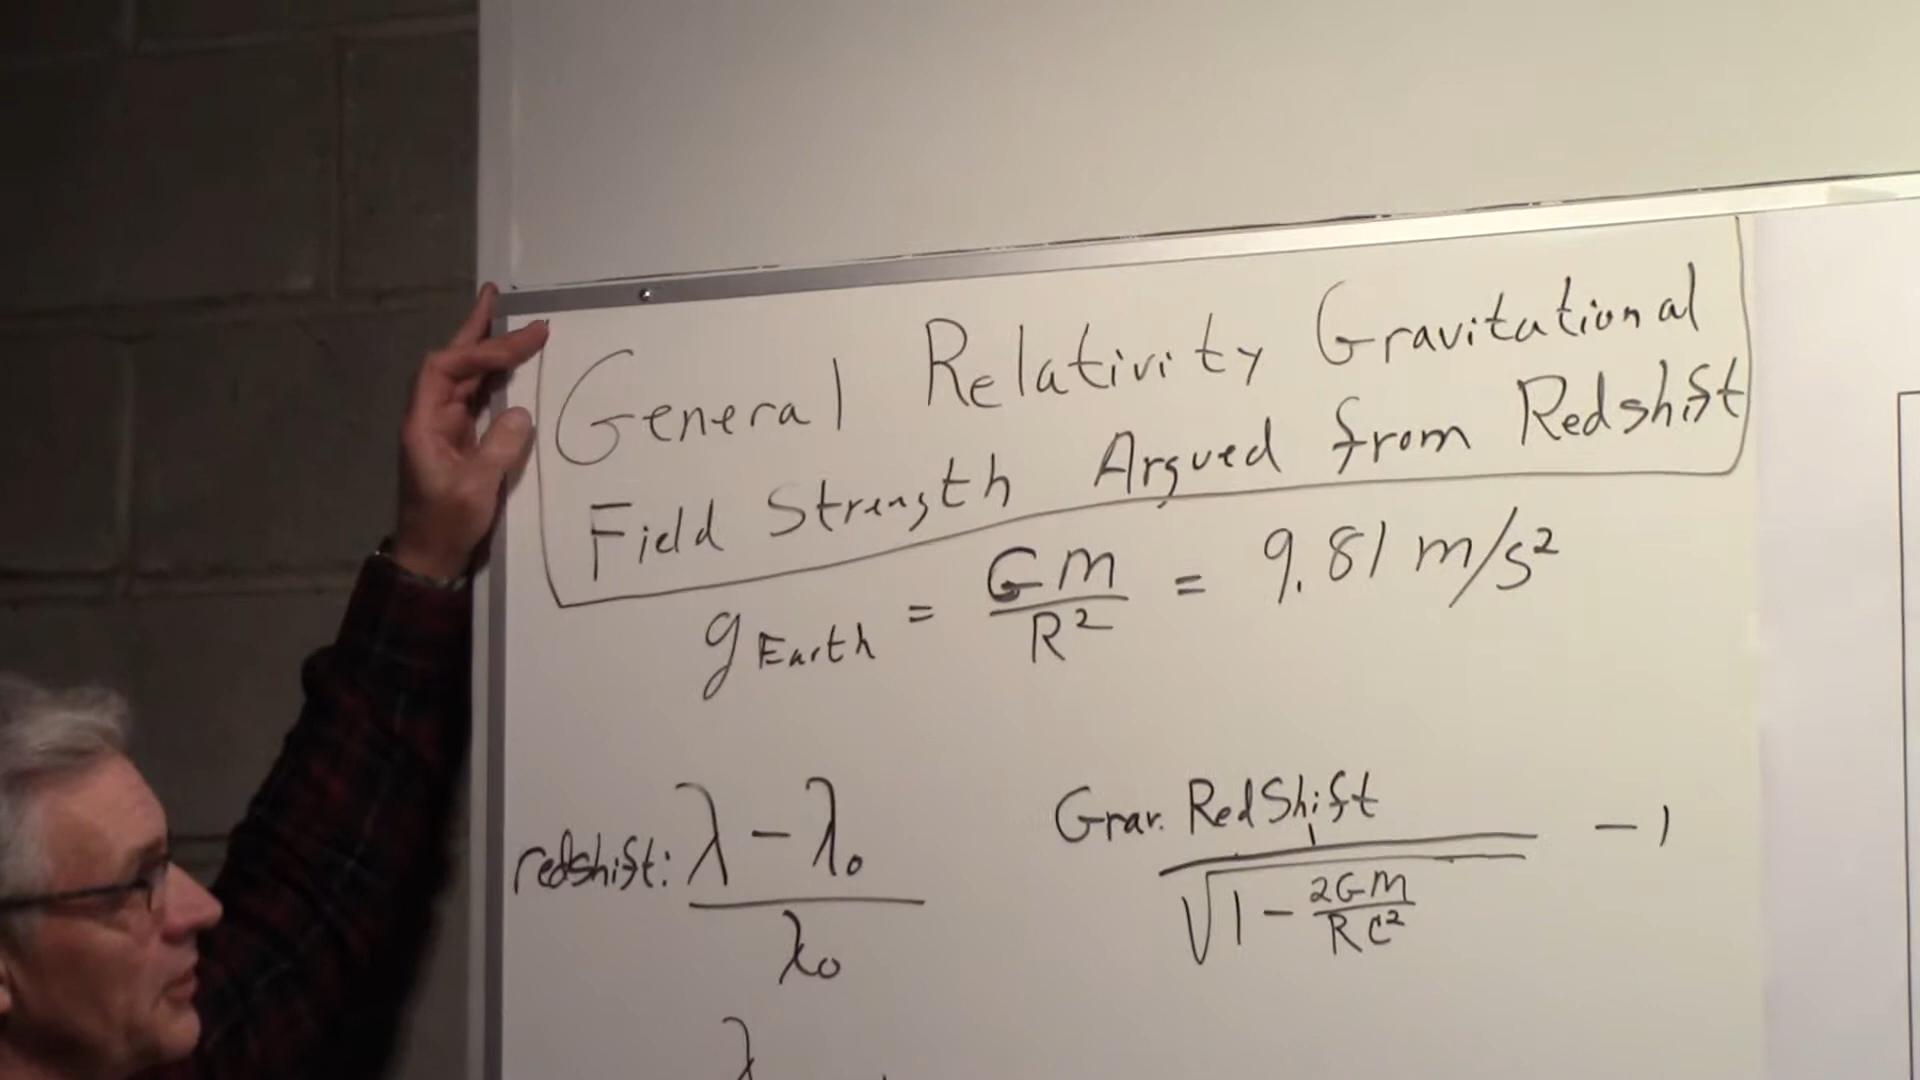 General Relativity Gravitational
Field Strength Argued from Redshift
g Earth = GM / R² = 9.81 m/s²
redshift: λ - λ₀ / λ₀
Grav. RedShift
1 / √(1 - 2GM / Rc²) - 1
λ